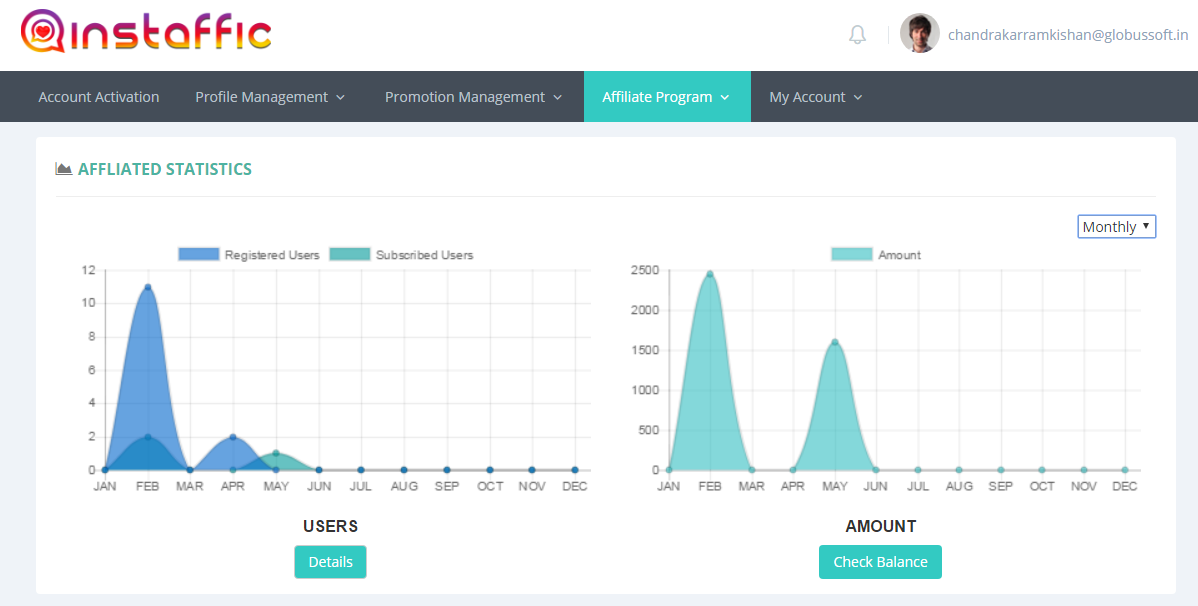 instaffic
chandrakarramkishan@globussoft.in
Account Activation Profile Management Promotion Management Affiliate Program My Account
AFFLIATED STATISTICS
Monthly
Registered Users Subscribed Users
12
10
8
6
4
2
0
JAN FEB MAR APR MAY JUN JUL AUG SEP OCT NOV DEC
USERS
Details
Amount
2500
2000
1500
1000
500
0
JAN FEB MAR APR MAY JUN JUL AUG SEP OCT NOV DEC
AMOUNT
Check Balance